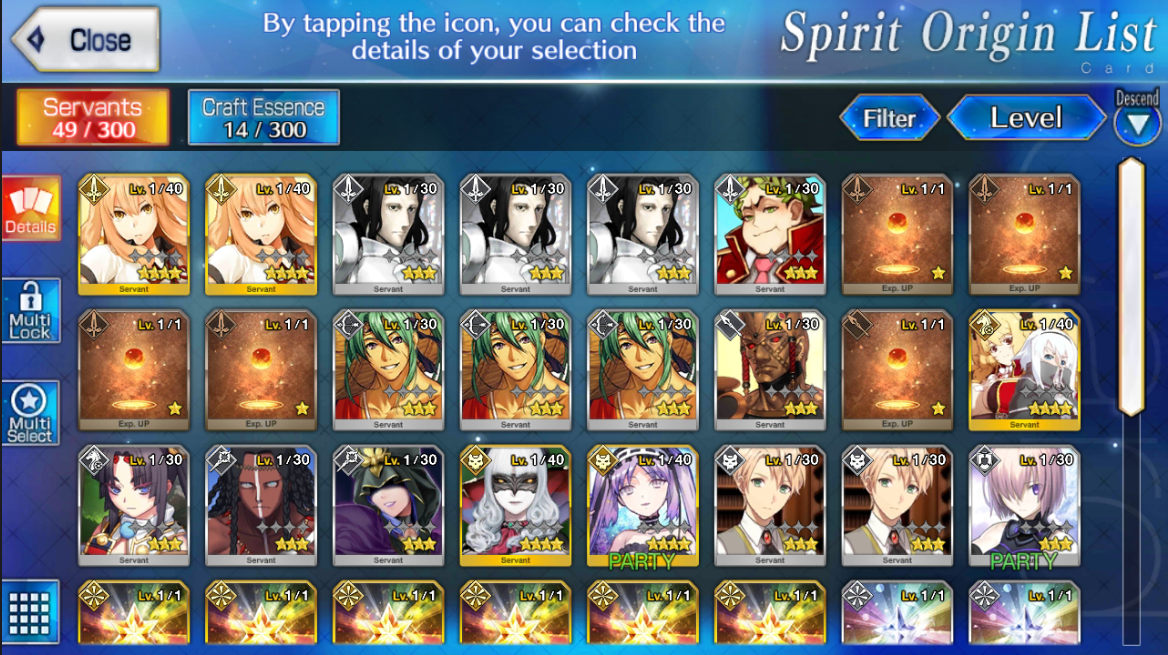 Close
By tapping the icon, you can check the
details of your selection
Spirit Origin List
Card
Servants
49 / 300
Craft Essence
14 / 300
Filter
Level
Descend
Details
Multi
Lock
Multi
Select
Lv. 1/40 Lv. 1/40 Lv. 1/30 Lv. 1/30 Lv. 1/30 Lv. 1/30 Lv. 1/1 Lv. 1/1
Servant Servant Servant Servant Servant Servant Exp. UP Exp. UP
Lv. 1/1 Lv. 1/1 Lv. 1/30 Lv. 1/30 Lv. 1/30 Lv. 1/30 Lv. 1/1 Lv. 1/40
Exp. UP Exp. UP Servant Servant Servant Servant Exp. UP Servant
Lv. 1/30 Lv. 1/30 Lv. 1/30 Lv. 1/40 Lv. 1/40 Lv. 1/30 Lv. 1/30 Lv. 1/30
Servant Servant Servant Servant PARTY Servant Servant PARTY
Lv. 1/1 Lv. 1/1 Lv. 1/1 Lv. 1/1 Lv. 1/1 Lv. 1/1 Lv. 1/1 Lv. 1/1